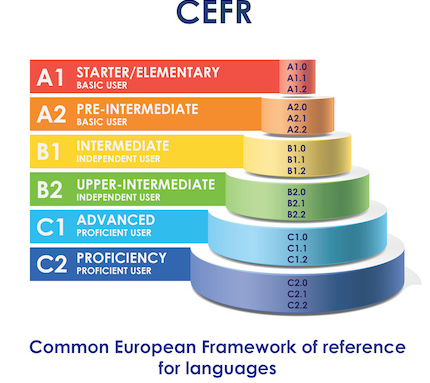 CEFR
A1 STARTER/ELEMENTARY
BASIC USER
A1.0
A1.1
A1.2
A2 PRE-INTERMEDIATE
BASIC USER
A2.0
A2.1
A2.2
B1 INTERMEDIATE
INDEPENDENT USER
B1.0
B1.1
B1.2
B2 UPPER-INTERMEDIATE
INDEPENDENT USER
B2.0
B2.1
B2.2
C1 ADVANCED
PROFICIENT USER
C1.0
C1.1
C1.2
C2 PROFICIENCY
PROFICIENT USER
C2.0
C2.1
C2.2
Common European Framework of reference
for languages